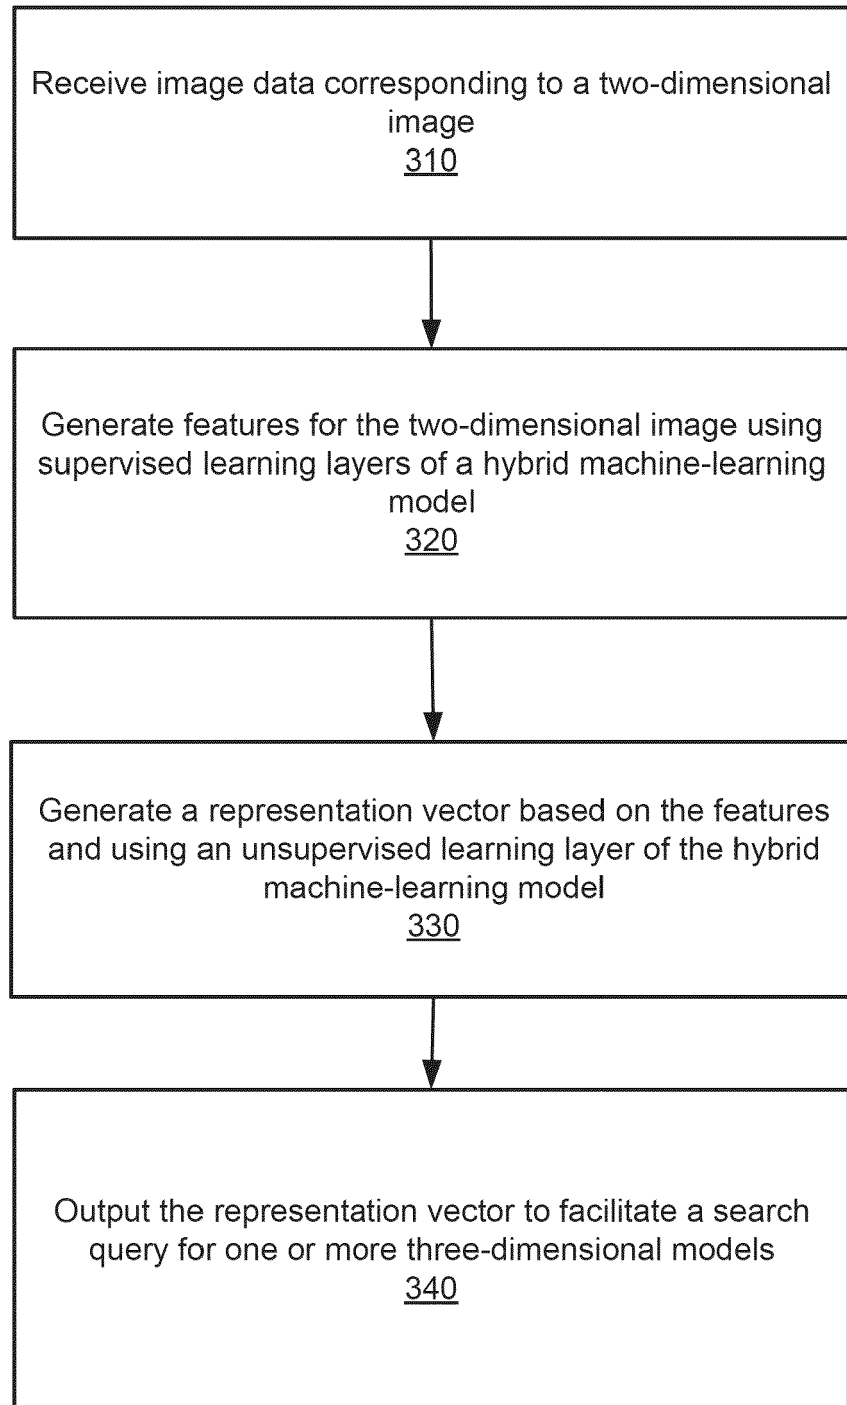 Receive image data corresponding to a two-dimensional
image
310
Generate features for the two-dimensional image using
supervised learning layers of a hybrid machine-learning
model
320
Generate a representation vector based on the features
and using an unsupervised learning layer of the hybrid
machine-learning model
330
Output the representation vector to facilitate a search
query for one or more three-dimensional models
340